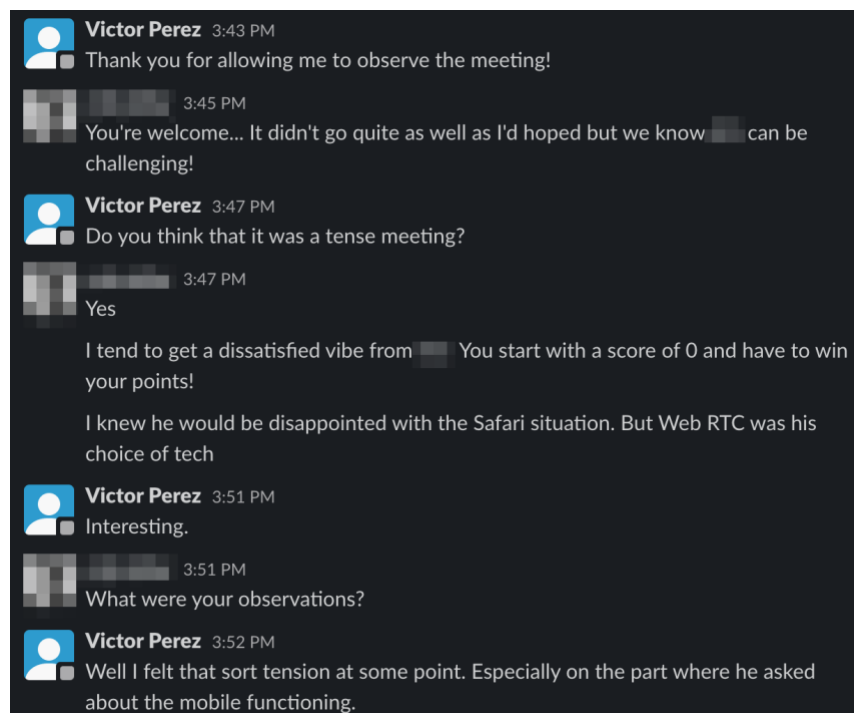 Victor Perez 3:43 PM
Thank you for allowing me to observe the meeting!
3:45 PM
You're welcome... It didn't go quite as well as I'd hoped but we know can be
challenging!
Victor Perez 3:47 PM
Do you think that it was a tense meeting?
3:47 PM
Yes
I tend to get a dissatisfied vibe from You start with a score of 0 and have to win
your points!
I knew he would be disappointed with the Safari situation. But Web RTC was his
choice of tech
Victor Perez 3:51 PM
Interesting.
3:51 PM
What were your observations?
Victor Perez 3:52 PM
Well I felt that sort tension at some point. Especially on the part where he asked
about the mobile functioning.